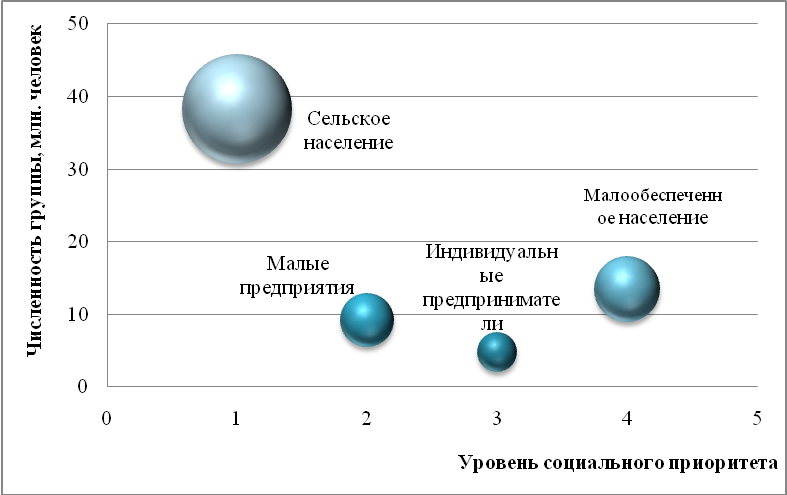 Численность группы, млн. человек
50
40
30
20
10
0
Сельское
население
Малые
предприятия
Индивидуальн
ые
предпринимате
ли
Малообеспеченн
ое население
0 1 2 3 4 5
Уровень социального приоритета